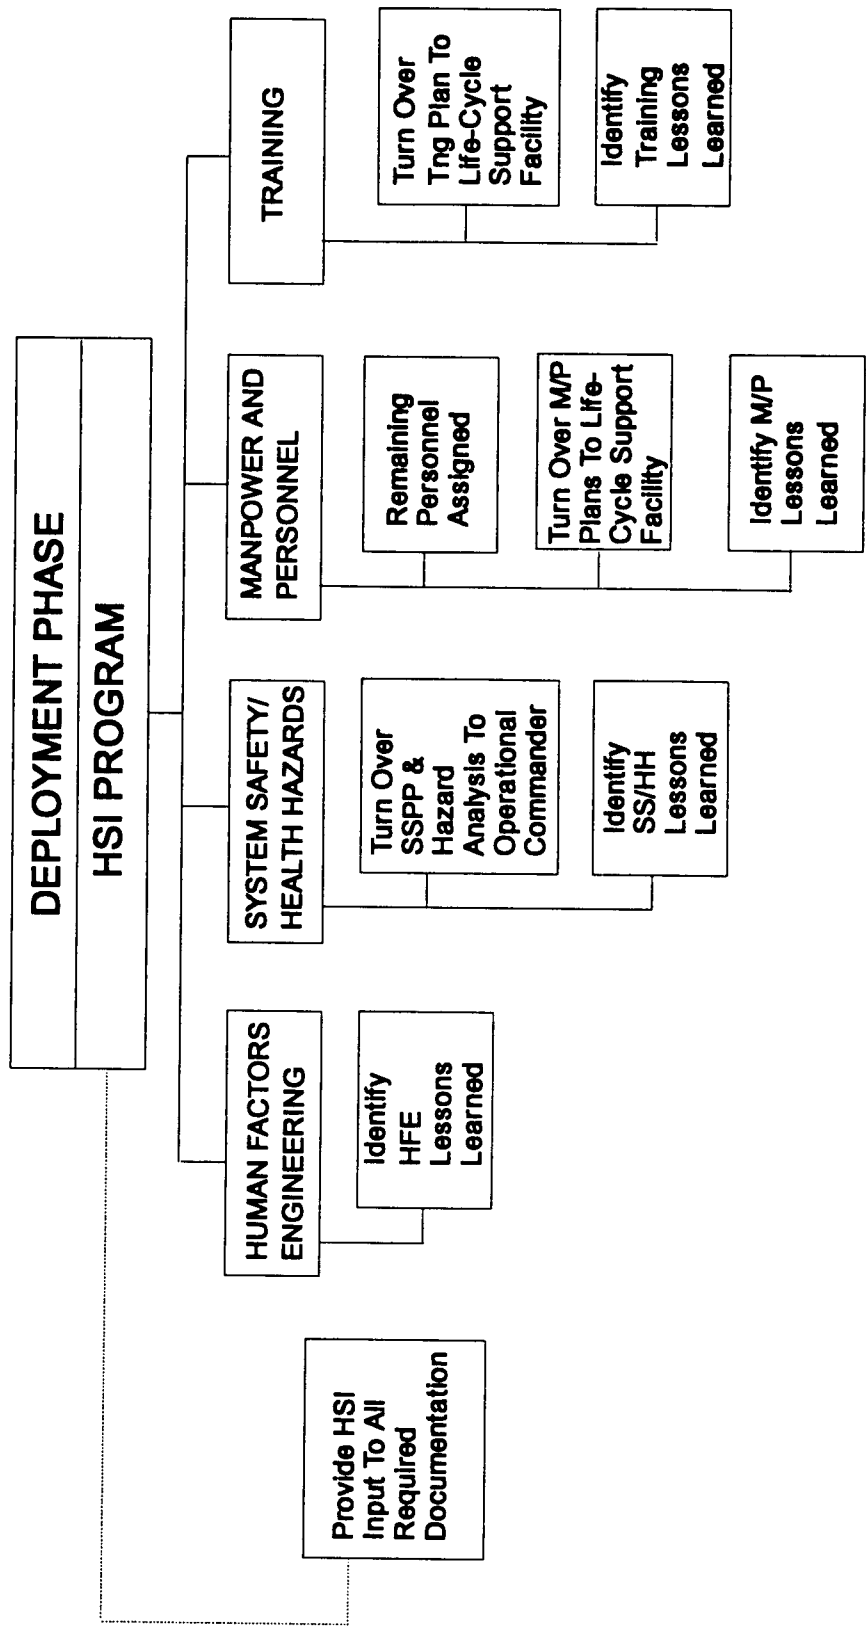 DEPLOYMENT PHASE
HSI PROGRAM
Provide HSI
Input To All
Required
Documentation
HUMAN FACTORS
ENGINEERING
Identify
HFE
Lessons
Learned
SYSTEM SAFETY/
HEALTH HAZARDS
Turn Over
SSPP &
Hazard
Analysis To
Operational
Commander
Identify
SS/HH
Lessons
Learned
MANPOWER AND
PERSONNEL
Remaining
Personnel
Assigned
Turn Over M/P
Plans To Life-
Cycle Support
Facility
Identify M/P
Lessons
Learned
TRAINING
Turn Over
Tng Plan To
Life-Cycle
Support
Facility
Identify
Training
Lessons
Learned